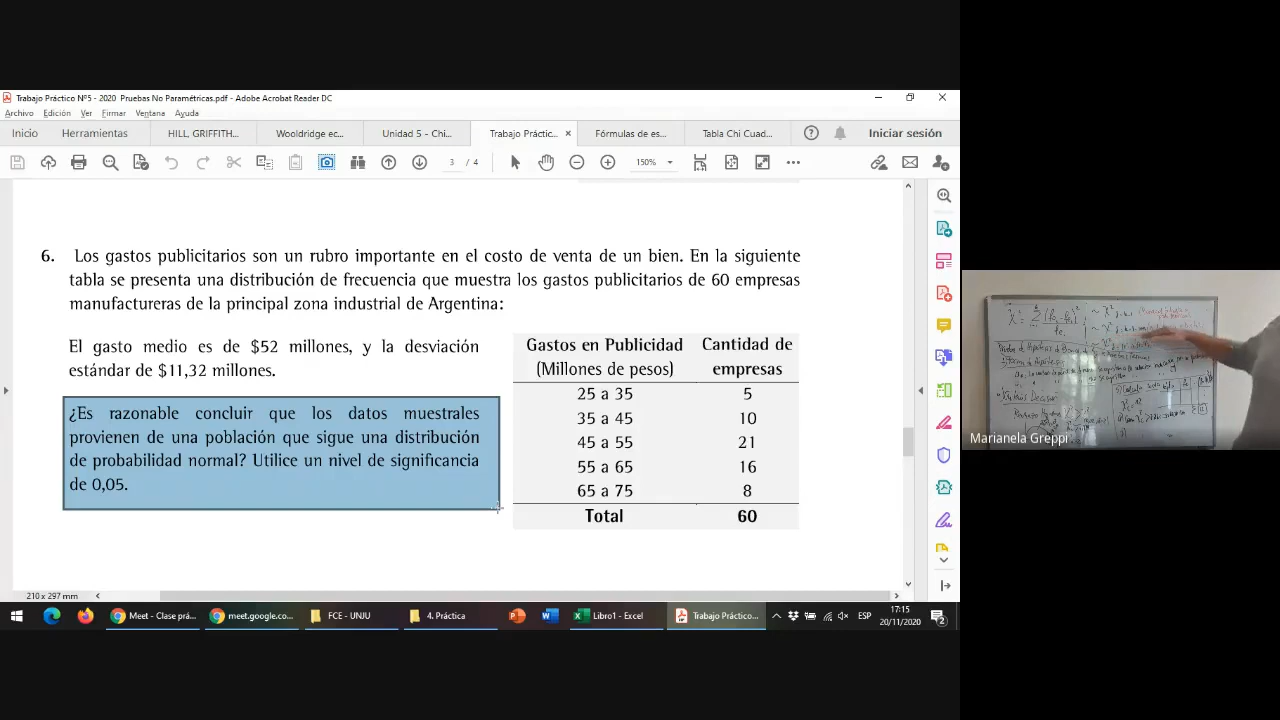 Trabajo Práctico Nº5 - 2020 Pruebas No Paramétricas.pdf - Adobe Acrobat Reader DC
Archivo Edición Ver Firmar Ventana Ayuda
Inicio Herramientas HILL, GRIFFITH... Wooldridge ec... Unidad 5 - Chi... Trabajo Práctic... × Fórmulas de es... Tabla Chi Cuad... Iniciar sesión
3 / 4 150%
6. Los gastos publicitarios son un rubro importante en el costo de venta de un bien. En la siguiente
tabla se presenta una distribución de frecuencia que muestra los gastos publicitarios de 60 empresas
manufactureras de la principal zona industrial de Argentina:
El gasto medio es de $52 millones, y la desviación
estándar de $11,32 millones.
¿Es razonable concluir que los datos muestrales
provienen de una población que sigue una distribución
de probabilidad normal? Utilice un nivel de significancia
de 0,05.
Gastos en Publicidad Cantidad de
(Millones de pesos) empresas
25 a 35 5
35 a 45 10
45 a 55 21
55 a 65 16
65 a 75 8
Total 60
210 x 297 mm
Meet - Clase prá... meet.google.co... FCE - UNJU 4. Práctica Libro1 - Excel Trabajo Práctic... ESP 17:15
20/11/2020 2
Marianela Greppi